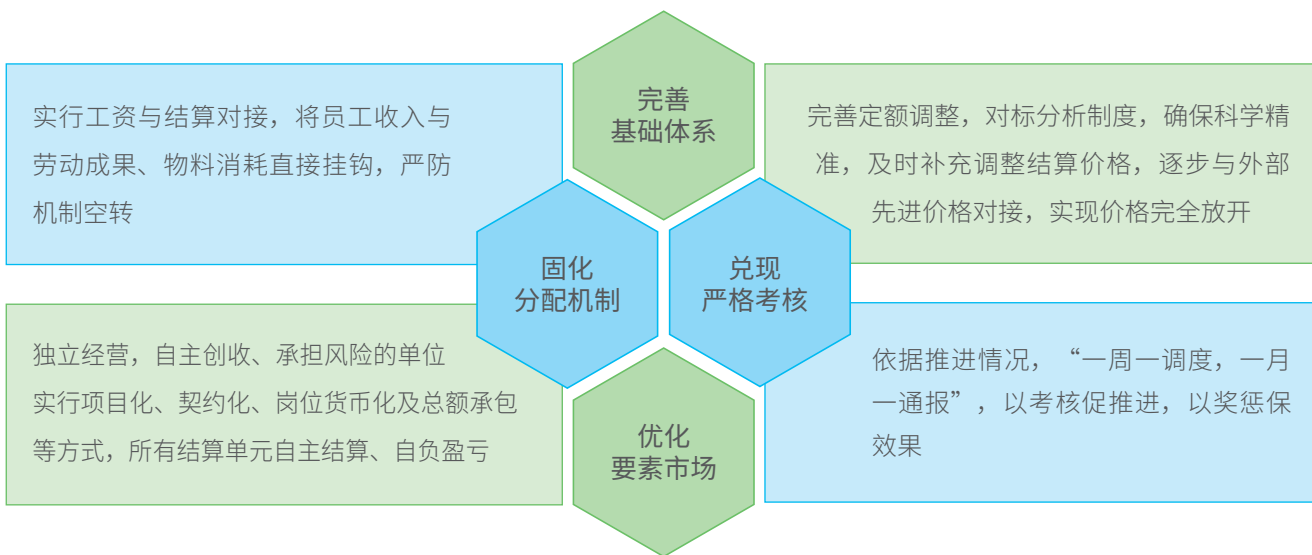 完善
基础体系
实行工资与结算对接，将员工收入与
劳动成果、物料消耗直接挂钩，严防
机制空转
完善定额调整，对标分析制度，确保科学精
准，及时补充调整结算价格，逐步与外部
先进价格对接，实现价格完全放开
固化
分配机制
兑现
严格考核
独立经营，自主创收、承担风险的单位
实行项目化、契约化、岗位货币化及总额承包
等方式，所有结算单元自主结算、自负盈亏
依据推进情况，“一周一调度，一月
一通报”，以考核促推进，以奖惩保
效果
优化
要素市场